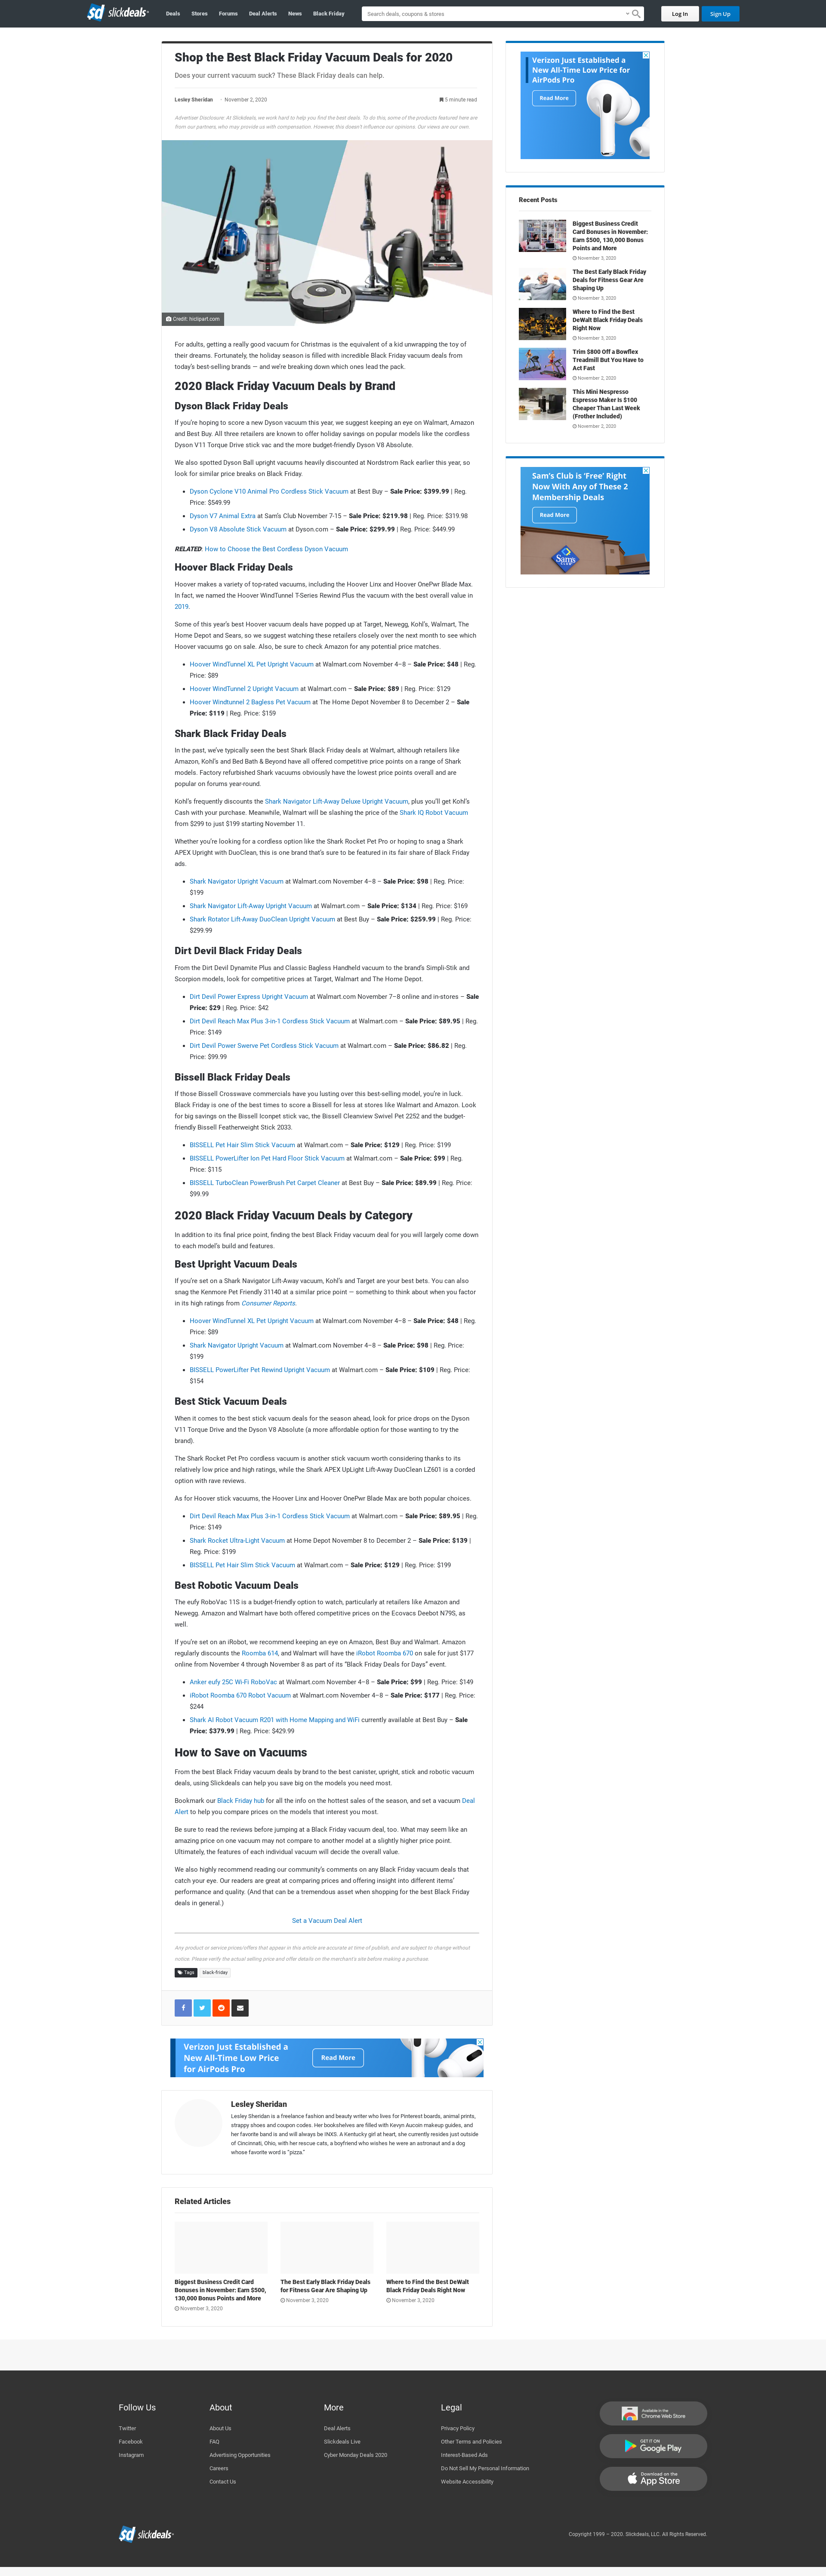 slickdeals
Deals
Stores
Forums
Deal Alerts
News
Black Friday
Search deals, coupons & stores
Log In
Sign Up
Shop the Best Black Friday Vacuum Deals for 2020
Does your current vacuum suck? These Black Friday deals can help.
Lesley Sheridan - November 2, 2020
5 minute read
Advertiser Disclosure: At Slickdeals, we work hard to help you find the best deals. To do this, some of the products featured here are
from our partners,who may provide us with compensation. However, this doesn't influence our opinions. Our views are our own.
Credit: hiclipart.com
For adults, getting a really good vacuum for Christmas is the equivalent of a kid unwrapping the toy of
their dreams. Fortunately, the holiday season is filled with incredible Black Friday vacuum deals from
today's best-selling brands — and we're breaking down which ones lead the pack.
2020 Black Friday Vacuum Deals by Brand
Dyson Black Friday Deals
If you're hoping to score a new Dyson vacuum this year, we suggest keeping an eye on Walmart, Amazon
and Best Buy. All three retailers are known to offer holiday savings on popular models like the cordless
Dyson V11 Torque Drive stick vac and the more budget-friendly Dyson V8 Absolute.
We also spotted Dyson Ball upright vacuums heavily discounted at Nordstrom Rack earlier this year, so
look for similar price breaks on Black Friday.
• Dyson Cyclone V10 Animal Pro Cordless Stick Vacuum at Best Buy – Sale Price: $399.99 | Reg.
Price: $549.99
• Dyson V7 Animal Extra at Sam's Club November 7-15 – Sale Price: $219.98 | Reg. Price: $319.98
• Dyson V8 Absolute Stick Vacuum at Dyson.com – Sale Price: $299.99 | Reg. Price: $449.99
RELATED: How to Choose the Best Cordless Dyson Vacuum
Hoover Black Friday Deals
Hoover makes a variety of top-rated vacuums, including the Hoover Linx and Hoover OnePwr Blade Max.
In fact, we named the Hoover WindTunnel T-Series Rewind Plus the vacuum with the best overall value in
2019.
Some of this year's best Hoover vacuum deals have popped up at Target, Newegg, Kohl's, Walmart, The
Home Depot and Sears, so we suggest watching these retailers closely over the next month to see which
Hoover vacuums go on sale. Also, be sure to check Amazon for any potential price matches.
• Hoover WindTunnel XL Pet Upright Vacuum at Walmart.com November 4–8 – Sale Price: $48 | Reg.
Price: $89
• Hoover WindTunnel 2 Upright Vacuum at Walmart.com – Sale Price: $89 | Reg. Price: $129
• Hoover Windtunnel 2 Bagless Pet Vacuum at The Home Depot November 8 to December 2 – Sale
Price: $119 | Reg. Price: $159
Shark Black Friday Deals
In the past, we've typically seen the best Shark Black Friday deals at Walmart, although retailers like
Amazon, Kohl's and Bed Bath & Beyond have all offered competitive price points on a range of Shark
models. Factory refurbished Shark vacuums obviously have the lowest price points overall and are
popular on forums year-round.
Kohl's frequently discounts the Shark Navigator Lift-Away Deluxe Upright Vacuum, plus you'll get Kohl's
Cash with your purchase. Meanwhile, Walmart will be slashing the price of the Shark IQ Robot Vacuum
from $299 to just $199 starting November 11.
Whether you're looking for a cordless option like the Shark Rocket Pet Pro or hoping to snag a Shark
APEX Upright with DuoClean, this is one brand that's sure to be featured in its fair share of Black Friday
ads.
• Shark Navigator Upright Vacuum at Walmart.com November 4–8 – Sale Price: $98 | Reg. Price:
$199
• Shark Navigator Lift-Away Upright Vacuum at Walmart.com – Sale Price: $134 | Reg. Price: $169
• Shark Rotator Lift-Away DuoClean Upright Vacuum at Best Buy – Sale Price: $259.99 | Reg. Price:
$299.99
Dirt Devil Black Friday Deals
From the Dirt Devil Dynamite Plus and Classic Bagless Handheld vacuum to the brand's Simpli-Stik and
Scorpion models, look for competitive prices at Target, Walmart and The Home Depot.
• Dirt Devil Power Express Upright Vacuum at Walmart.com November 7–8 online and in-stores – Sale
Price: $29 | Reg. Price: $42
• Dirt Devil Reach Max Plus 3-in-1 Cordless Stick Vacuum at Walmart.com – Sale Price: $89.95 | Reg.
Price: $149
• Dirt Devil Power Swerve Pet Cordless Stick Vacuum at Walmart.com – Sale Price: $86.82 | Reg.
Price: $99.99
Bissell Black Friday Deals
If those Bissell Crosswave commercials have you lusting over this best-selling model, you're in luck.
Black Friday is one of the best times to score a Bissell for less at stores like Walmart and Amazon. Look
for big savings on the Bissell Iconpet stick vac, the Bissell Cleanview Swivel Pet 2252 and the budget-
friendly Bissell Featherweight Stick 2033.
• BISSELL Pet Hair Slim Stick Vacuum at Walmart.com – Sale Price: $129 | Reg. Price: $199
• BISSELL PowerLifter Ion Pet Hard Floor Stick Vacuum at Walmart.com – Sale Price: $99 | Reg.
Price: $115
• BISSELL TurboClean PowerBrush Pet Carpet Cleaner at Best Buy – Sale Price: $89.99 | Reg. Price:
$99.99
2020 Black Friday Vacuum Deals by Category
In addition to its final price point, finding the best Black Friday vacuum deal for you will largely come down
to each model's build and features.
Best Upright Vacuum Deals
If you're set on a Shark Navigator Lift-Away vacuum, Kohl's and Target are your best bets. You can also
snag the Kenmore Pet Friendly 31140 at a similar price point — something to think about when you factor
in its high ratings from Consumer Reports.
• Hoover WindTunnel XL Pet Upright Vacuum at Walmart.com November 4–8 – Sale Price: $48 | Reg.
Price: $89
• Shark Navigator Upright Vacuum at Walmart.com November 4–8 – Sale Price: $98 | Reg. Price:
$199
• BISSELL PowerLifter Pet Rewind Upright Vacuum at Walmart.com – Sale Price: $109 | Reg. Price:
$154
Best Stick Vacuum Deals
When it comes to the best stick vacuum deals for the season ahead, look for price drops on the Dyson
V11 Torque Drive and the Dyson V8 Absolute (a more affordable option for those wanting to try the
brand).
The Shark Rocket Pet Pro cordless vacuum is another stick vacuum worth considering thanks to its
relatively low price and high ratings, while the Shark APEX UpLight Lift-Away DuoClean LZ601 is a corded
option with rave reviews.
As for Hoover stick vacuums, the Hoover Linx and Hoover OnePwr Blade Max are both popular choices.
• Dirt Devil Reach Max Plus 3-in-1 Cordless Stick Vacuum at Walmart.com – Sale Price: $89.95 | Reg.
Price: $149
• Shark Rocket Ultra-Light Vacuum at Home Depot November 8 to December 2 – Sale Price: $139 |
Reg. Price: $199
• BISSELL Pet Hair Slim Stick Vacuum at Walmart.com – Sale Price: $129 | Reg. Price: $199
Best Robotic Vacuum Deals
The eufy RoboVac 11S is a budget-friendly option to watch, particularly at retailers like Amazon and
Newegg. Amazon and Walmart have both offered competitive prices on the Ecovacs Deebot N79S, as
well.
If you're set on an iRobot, we recommend keeping an eye on Amazon, Best Buy and Walmart. Amazon
regularly discounts the Roomba 614, and Walmart will have the iRobot Roomba 670 on sale for just $177
online from November 4 through November 8 as part of its "Black Friday Deals for Days" event.
• Anker eufy 25C Wi-Fi RoboVac at Walmart.com November 4–8 – Sale Price: $99 | Reg. Price: $149
• iRobot Roomba 670 Robot Vacuum at Walmart.com November 4–8 – Sale Price: $177 | Reg. Price:
$244
• Shark AI Robot Vacuum R201 with Home Mapping and WiFi currently available at Best Buy – Sale
Price: $379.99 | Reg. Price: $429.99
How to Save on Vacuums
From the best Black Friday vacuum deals by brand to the best canister, upright, stick and robotic vacuum
deals, using Slickdeals can help you save big on the models you need most.
Bookmark our Black Friday hub for all the info on the hottest sales of the season, and set a vacuum Deal
Alert to help you compare prices on the models that interest you most.
Be sure to read the reviews before jumping at a Black Friday vacuum deal, too. What may seem like an
amazing price on one vacuum may not compare to another model at a slightly higher price point.
Ultimately, the features of each individual vacuum will decide the overall value.
We also highly recommend reading our community's comments on any Black Friday vacuum deals that
catch your eye. Our readers are great at comparing prices and offering insight into different items'
performance and quality. (And that can be a tremendous asset when shopping for the best Black Friday
deals in general.)
Set a Vacuum Deal Alert
Any product or service prices/offers that appear in this article are accurate at time of publish, and are subject to change without
notice. Please verify the actual selling price and offer details on the merchant's site before making a purchase.
Tags
black-friday
Verizon Just Established a
New All-Time Low Price
for AirPods Pro
Read More
Lesley Sheridan
Lesley Sheridan is a freelance fashion and beauty writer who lives for Pinterest boards, animal prints,
strappy shoes and coupon codes. Her bookshelves are filled with Kevyn Aucoin makeup guides, and
her favorite band is and will always be INXS. A Kentucky girl at heart, she currently resides just outside
of Cincinnati, Ohio, with her rescue cats, a boyfriend who wishes he were an astronaut and a dog
whose favorite word is "pizza."
Related Articles
Biggest Business Credit Card
Bonuses in November: Earn $500,
130,000 Bonus Points and More
November 3, 2020
The Best Early Black Friday Deals
for Fitness Gear Are Shaping Up
November 3, 2020
Where to Find the Best DeWalt
Black Friday Deals Right Now
November 3, 2020
Verizon Just Established a
New All-Time Low Price for
AirPods Pro
Read More
Recent Posts
Biggest Business Credit
Card Bonuses in November:
Earn $500, 130,000 Bonus
Points and More
November 3, 2020
The Best Early Black Friday
Deals for Fitness Gear Are
Shaping Up
November 3, 2020
Where to Find the Best
DeWalt Black Friday Deals
Right Now
November 3, 2020
Trim $800 Off a Bowflex
Treadmill But You Have to
Act Fast
November 2, 2020
This Mini Nespresso
Espresso Maker Is $100
Cheaper Than Last Week
(Frother Included)
November 2, 2020
Sam's Club is 'Free' Right
Now With Any of These 2
Membership Deals
Read More
Sam's
Follow Us
Twitter
Facebook
Instagram
About
About Us
FAQ
Advertising Opportunities
Careers
Contact Us
More
Deal Alerts
Slickdeals Live
Cyber Monday Deals 2020
Legal
Privacy Policy
Other Terms and Policies
Interest-Based Ads
Do Not Sell My Personal Information
Website Accessibility
Available in the
Chrome Web Store
GET IT ON
Google Play
Download on the
App Store
slickdeals
Copyright 1999 – 2020. Slickdeals, LLC. All Rights Reserved.